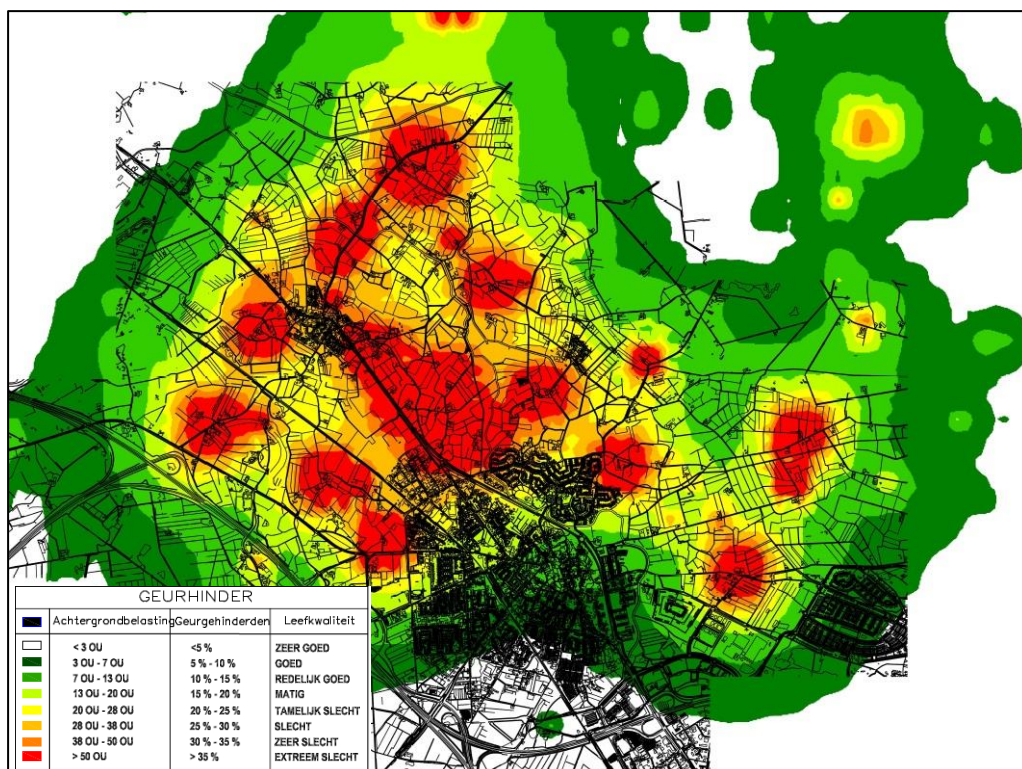 GEURHINDER
Achtergrondbelasting Geurgehinderden Leefkwaliteit
< 3 OU <5 % ZEER GOED
3 OU - 7 OU 5 % - 10 % GOED
7 OU - 13 OU 10 % - 15 % REDELIJK GOED
13 OU - 20 OU 15 % - 20 % MATIG
20 OU - 28 OU 20 % - 25 % TAMELIJK SLECHT
28 OU - 38 OU 25 % - 30 % SLECHT
38 OU - 50 OU 30 % - 35 % ZEER SLECHT
> 50 OU > 35 % EXTREEM SLECHT